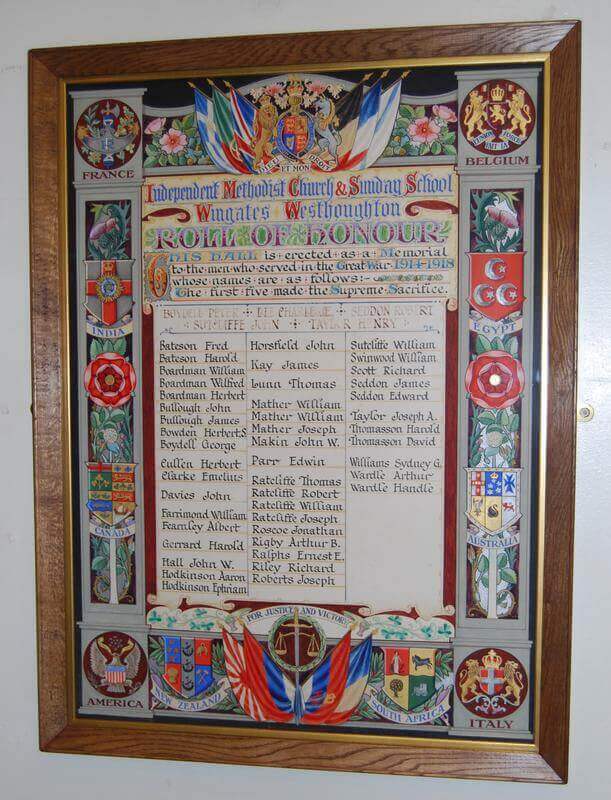 FRANCE
BELGIUM
DIEU ET MON DROIT
Independent Methodist Church & Sunday School
Wingates Westhoughton
ROLL OF HONOUR
THIS HALL is erected as a Memorial
to the men who served in the Great War 1914-1918
whose names are as follows:-
The first five made the Supreme Sacrifice.
BOYDELL PETER LEE CHARLIE.E. SEDDON ROBERT
SUTCLIFFE JOHN TAYLOR HENRY
Bateson Fred
Bateson Harold
Boardman William
Boardman Wilfred
Boardman Herbert
Bullough John
Bullough James
Bowden Herbert.S
Boydell George
Cullen Herbert
Clarke Emelius
Davies John
Farrimond William
Fearnley Albert
Gerrard Harold
Hall John W.
Hodkinson Aaron
Hodkinson Ephriam
Horsfield John
Kay James
Lunn Thomas
Mather William
Mather William
Mather Joseph
Makin John W.
Parr Edwin
Ratcliffe Thomas
Ratcliffe Robert
Ratcliffe William
Ratcliffe Joseph
Roscoe Jonathan
Rigby Arthur B.
Ralphs Ernest E.
Riley Richard
Roberts Joseph
Sutcliffe William
Swinwood William
Scott Richard
Seddon James
Seddon Edward
Taylor Joseph A.
Thomasson Harold
Thomasson David
Williams Sydney G.
Wardle Arthur
Wardle Handle
INDIA
EGYPT
CANADA
AUSTRALIA
FOR JUSTICE AND VICTORY
AMERICA
NEW ZEALAND
SOUTH AFRICA
ITALY